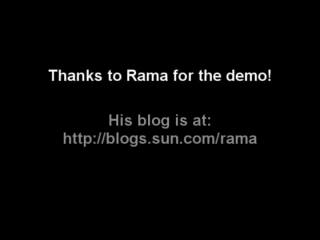 Thanks to Rama for the demo!
His blog is at:
http://blogs.sun.com/rama